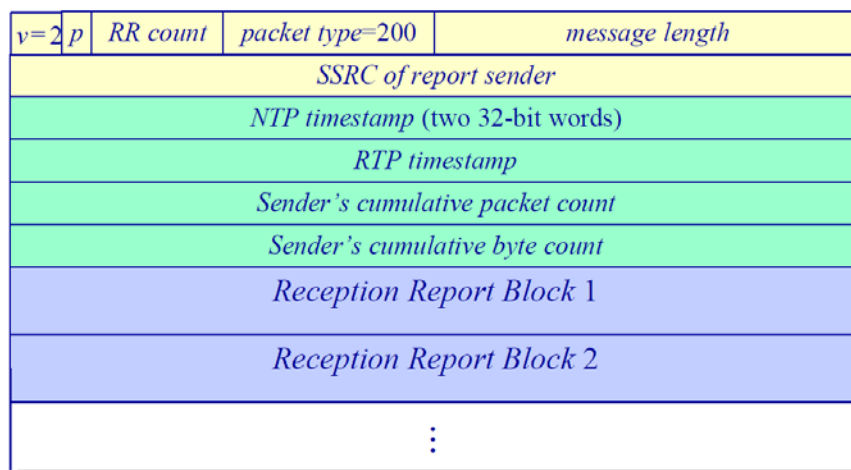 v=2 p RR count packet type=200 message length
SSRC of report sender
NTP timestamp (two 32-bit words)
RTP timestamp
Sender’s cumulative packet count
Sender’s cumulative byte count
Reception Report Block 1
Reception Report Block 2
⋮